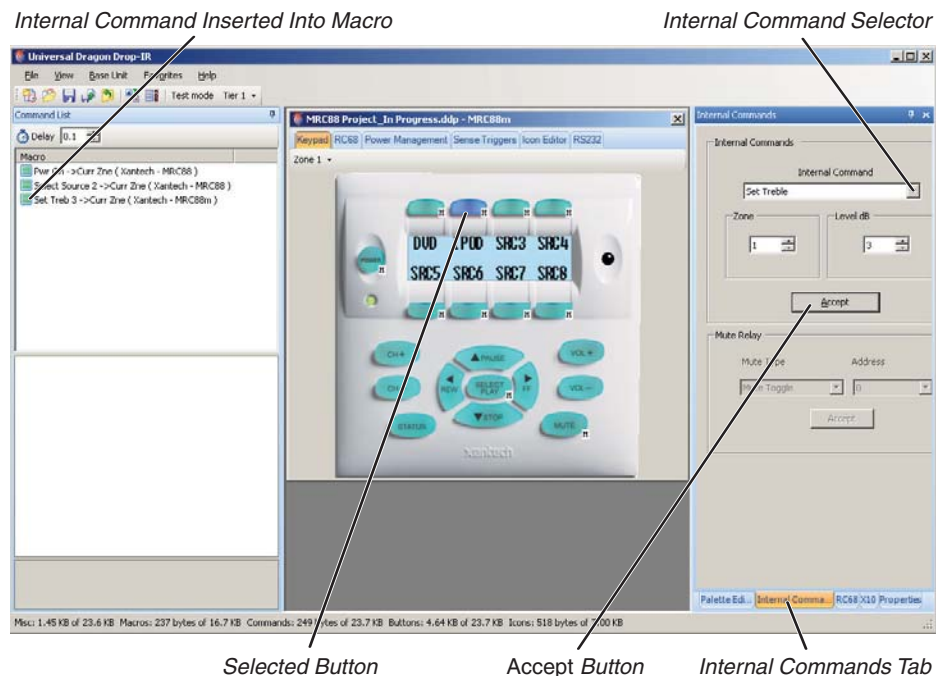 Internal Command Inserted Into Macro
Internal Command Selector
Universal Dragon Drop-IR
File View Base Unit Favorites Help
Test mode Tier 1
Command List
Delay 0.1
Macro
Pwr On ->Curr Zne ( Xantech - MRC88 )
Select Source 2 ->Curr Zne ( Xantech - MRC88 )
Set Treb 3 ->Curr Zne ( Xantech - MRC88m )
MRC88 Project_In Progress.ddp - MRC88m
Keypad RC68 Power Management Sense Triggers Icon Editor RS232
Zone 1
M M M M
DVD IPOD SRC3 SRC4
POWER M
SRC5 SRC6 SRC7 SRC8
M M M M
CH+ PAUSE VOL+
CH REW SELECT PLAY M FF VOL-
STATUS STOP MUTE M
xantech
Internal Commands
Internal Commands
Internal Command
Set Treble
Zone Level dB
1 3
Accept
Mute Relay
Mute Type Address
Mute Toggle 0
Accept
Palette Edi... Internal Comma... RC68 X10 Properties
Misc: 1.45 KB of 23.6 KB Macros: 237 bytes of 16.7 KB Commands: 249 bytes of 23.7 KB Buttons: 4.64 KB of 23.7 KB Icons: 518 bytes of 7.00 KB
Selected Button
Accept Button
Internal Commands Tab